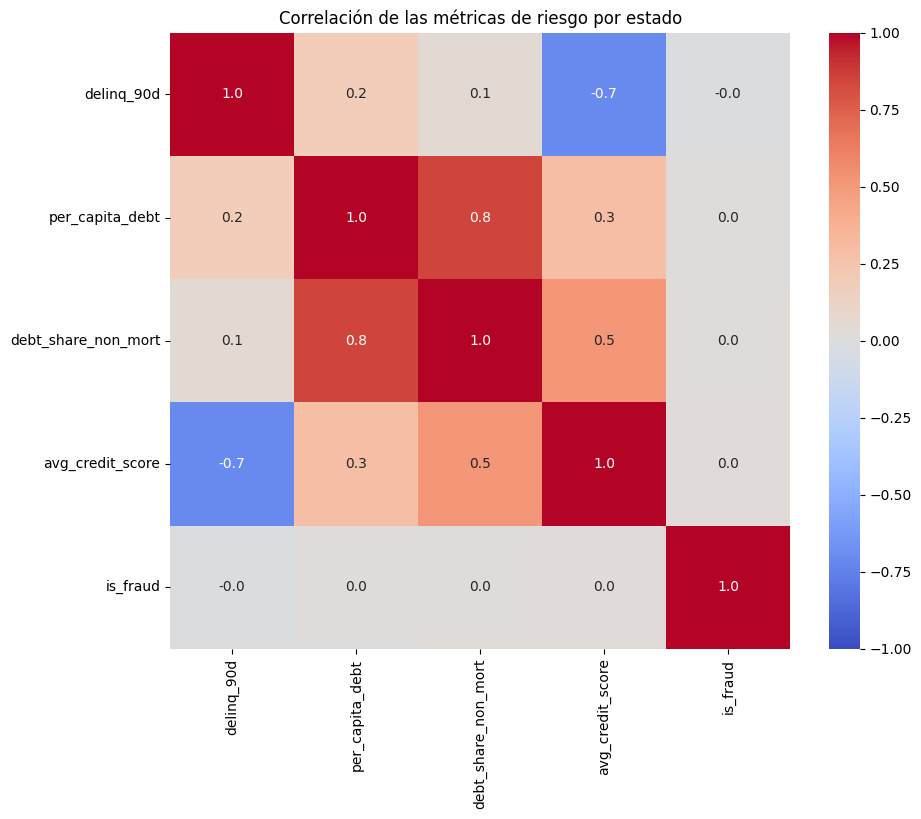 Correlación de las métricas de riesgo por estado
delinq_90d 1.0 0.2 0.1 -0.7 -0.0
per_capita_debt 0.2 1.0 0.8 0.3 0.0
debt_share_non_mort 0.1 0.8 1.0 0.5 0.0
avg_credit_score -0.7 0.3 0.5 1.0 0.0
is_fraud -0.0 0.0 0.0 0.0 1.0
delinq_90d
per_capita_debt
debt_share_non_mort
avg_credit_score
is_fraud
1.00
0.75
0.50
0.25
0.00
−0.25
−0.50
−0.75
−1.00